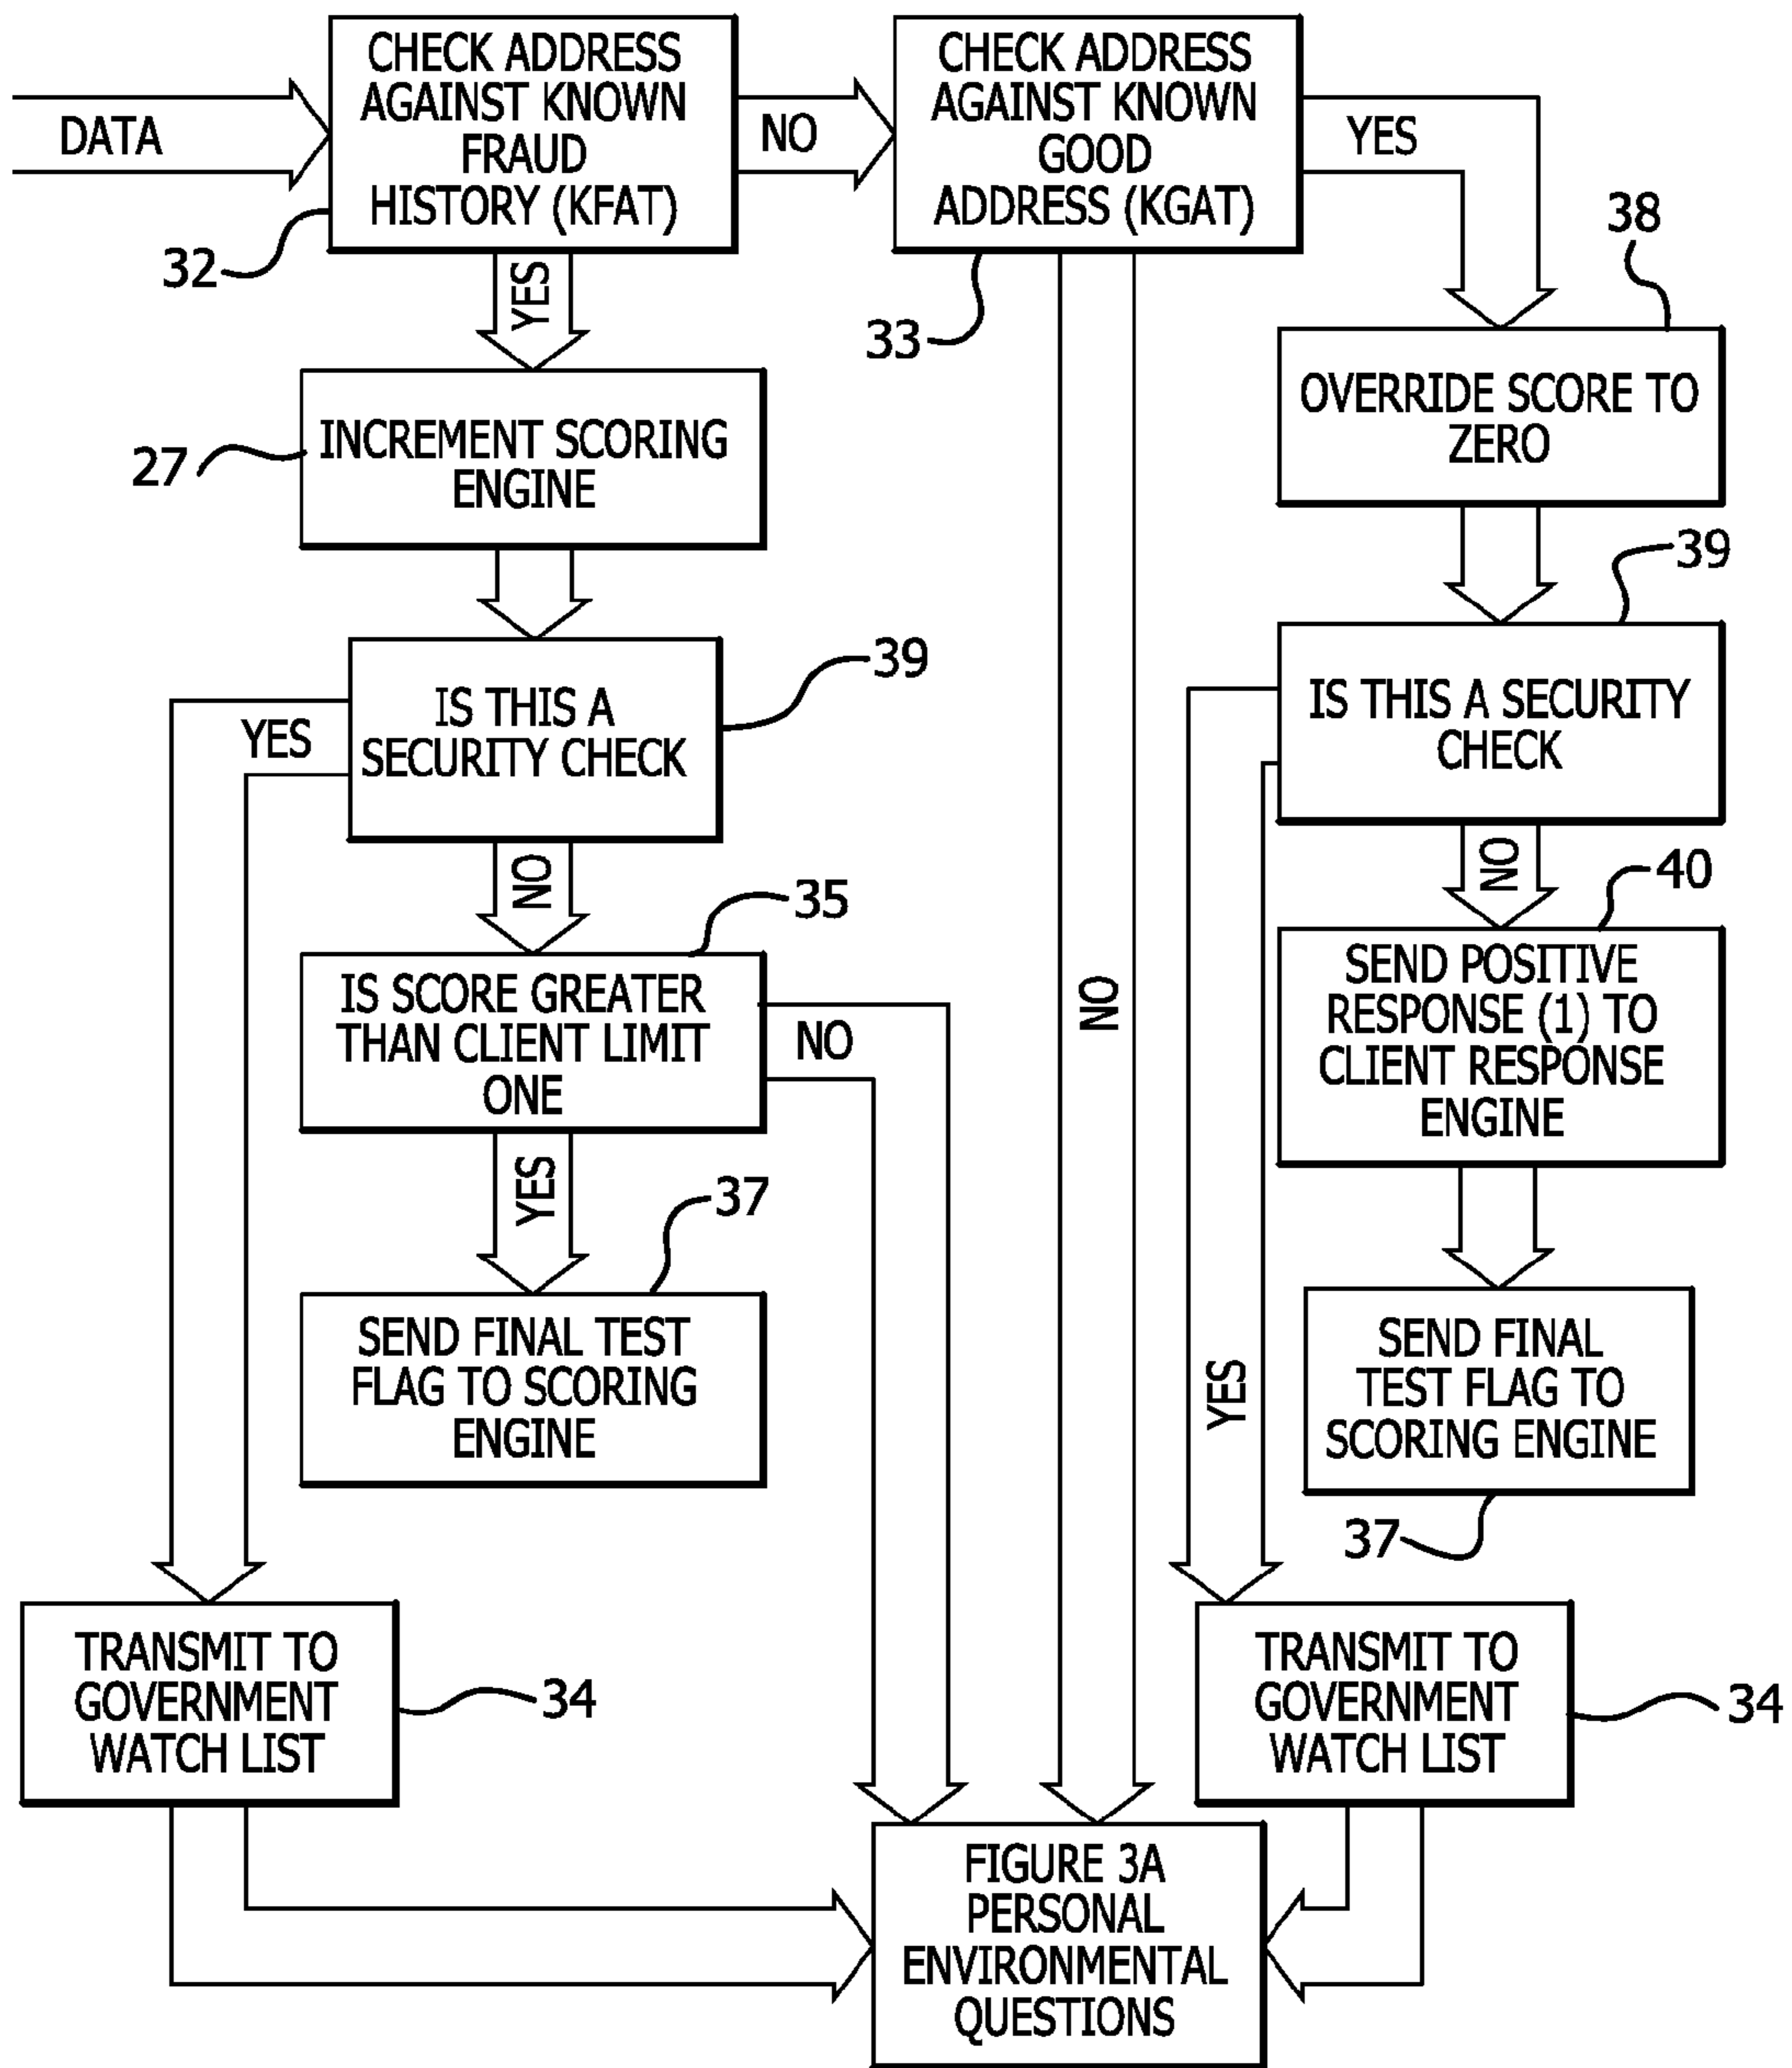 DATA
CHECK ADDRESS
AGAINST KNOWN
FRAUD
HISTORY (KFAT)
32
NO
CHECK ADDRESS
AGAINST KNOWN
GOOD
ADDRESS (KGAT)
33
YES
38
YES
INCREMENT SCORING
ENGINE
27
OVERRIDE SCORE TO
ZERO
39
IS THIS A
SECURITY CHECK
39
YES
IS THIS A SECURITY
CHECK
NO
NO
40
35
IS SCORE GREATER
THAN CLIENT LIMIT
ONE
NO
NO
SEND POSITIVE
RESPONSE (1) TO
CLIENT RESPONSE
ENGINE
YES
37
SEND FINAL TEST
FLAG TO SCORING
ENGINE
YES
SEND FINAL
TEST FLAG TO
SCORING ENGINE
37
TRANSMIT TO
GOVERNMENT
WATCH LIST
34
TRANSMIT TO
GOVERNMENT
WATCH LIST
34
FIGURE 3A
PERSONAL
ENVIRONMENTAL
QUESTIONS